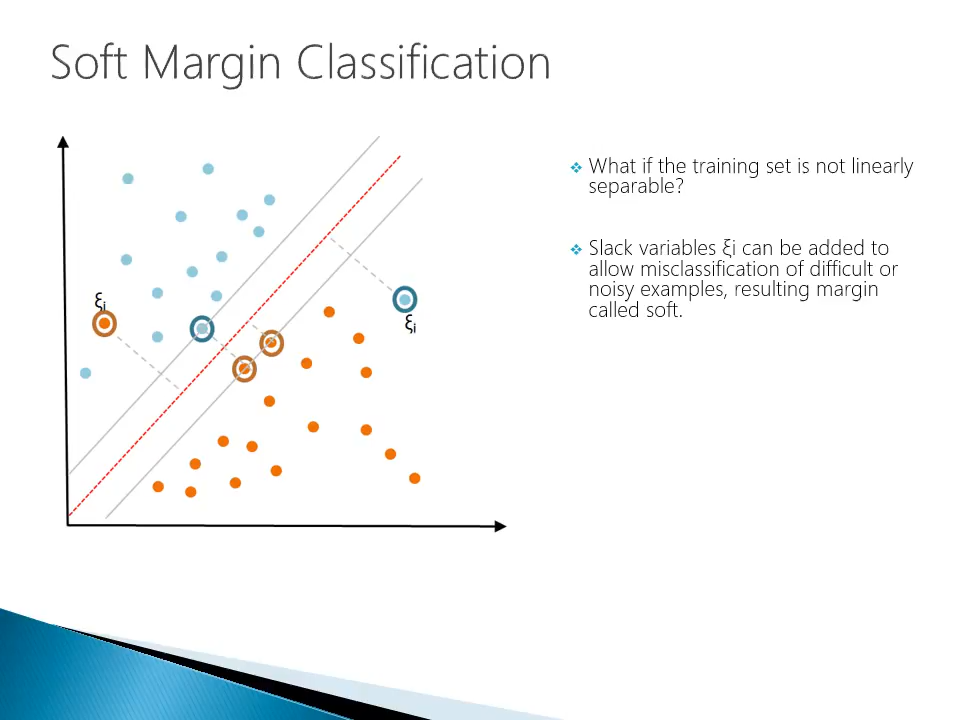 Soft Margin Classification
❖ What if the training set is not linearly
separable?
❖ Slack variables ξi can be added to
allow misclassification of difficult or
noisy examples, resulting margin
called soft.
ξi
ξi